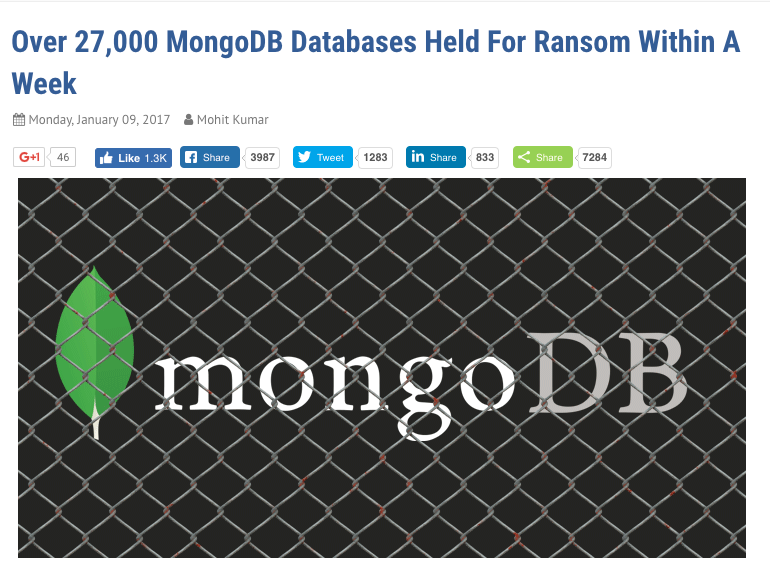 Over 27,000 MongoDB Databases Held For Ransom Within A
Week
Monday, January 09, 2017 Mohit Kumar
G+1 46 Like 1.3K Share 3987 Tweet 1283 in Share 833 Share 7284
mongoDB